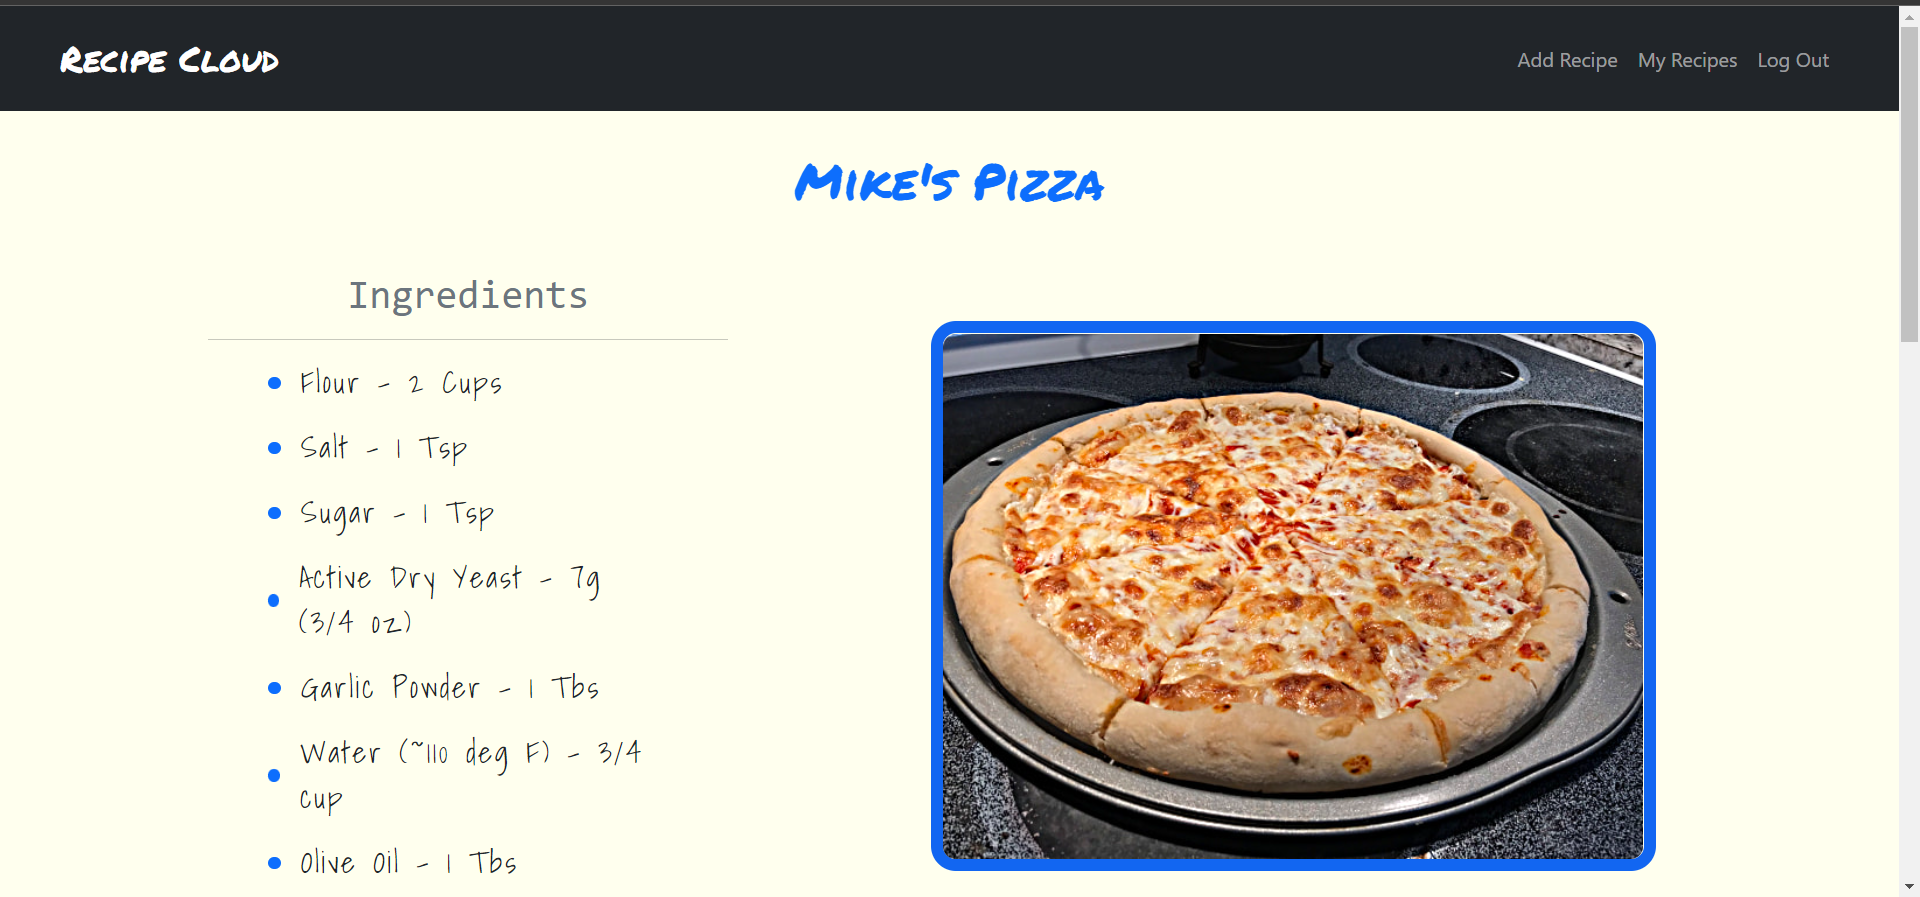 Recipe Cloud
Add Recipe My Recipes Log Out
Mike's Pizza
Ingredients
Flour - 2 Cups
Salt - 1 Tsp
Sugar - 1 Tsp
Active Dry Yeast - 7g
(3/4 oz)
Garlic Powder - 1 Tbs
Water (~110 deg F) - 3/4
cup
Olive Oil - 1 Tbs